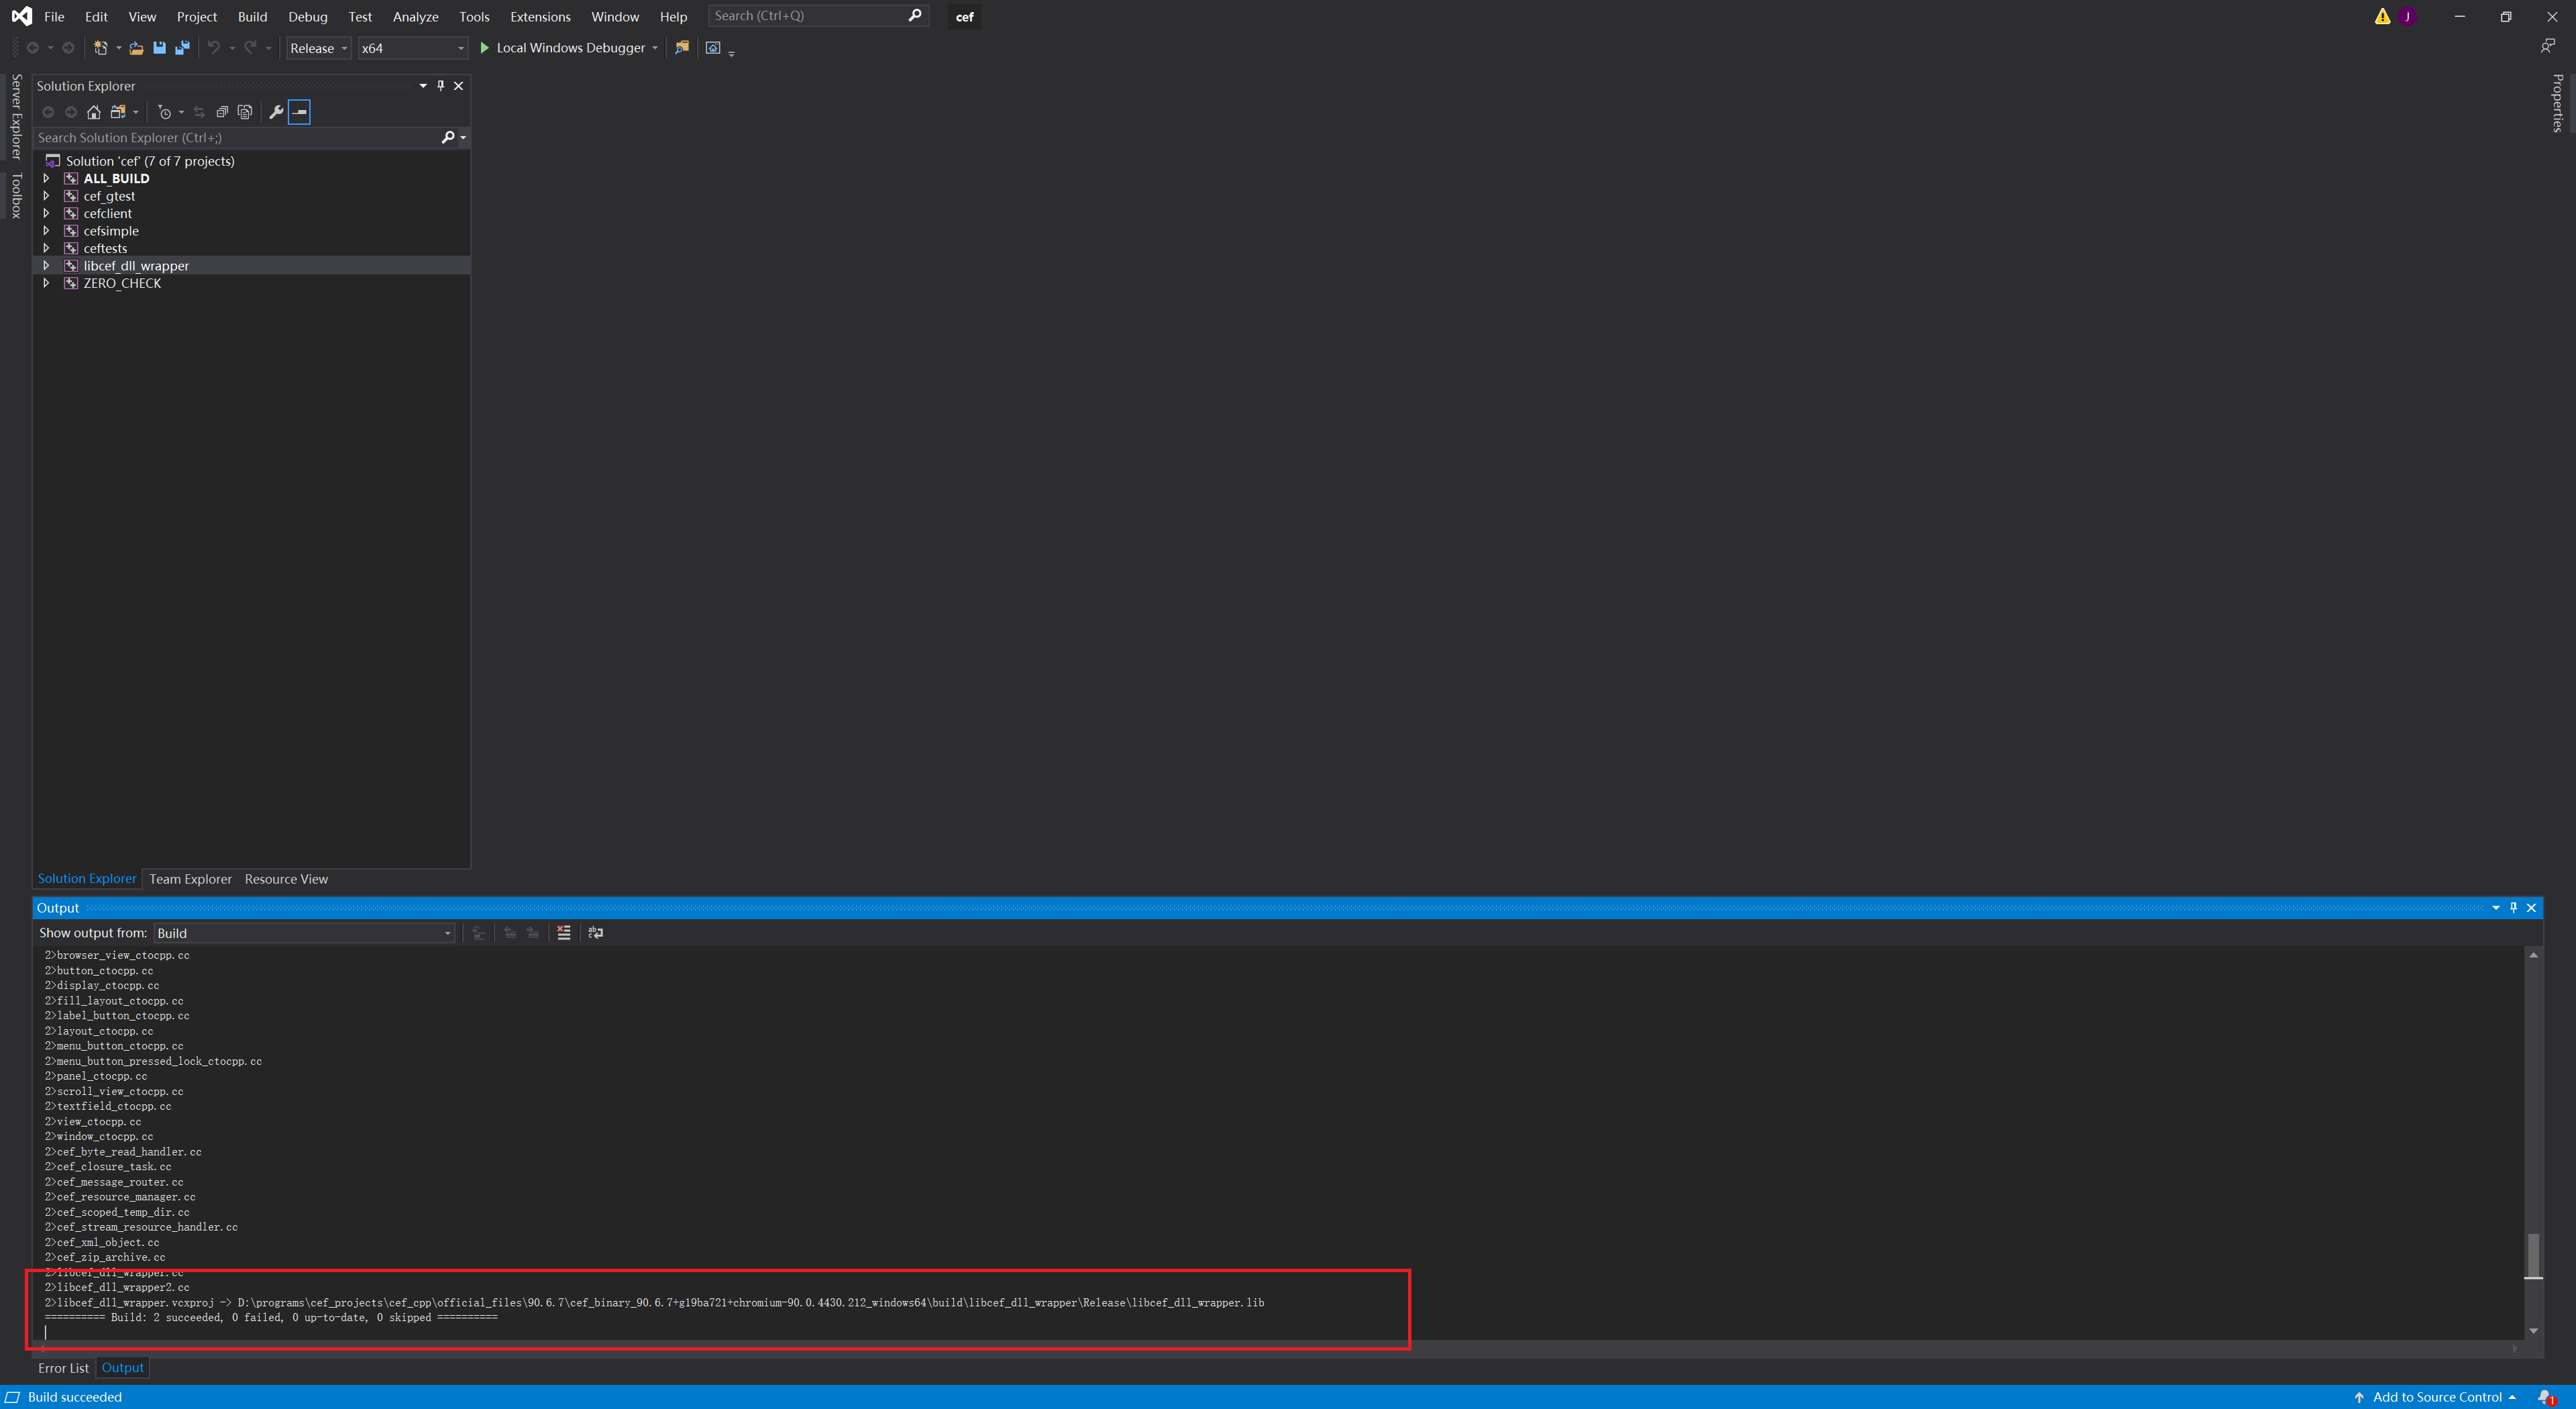 File Edit View Project Build Debug Test Analyze Tools Extensions Window Help Search (Ctrl+Q) cef J
Release x64 Local Windows Debugger
Server Explorer
Toolbox
Properties
Solution Explorer
Search Solution Explorer (Ctrl+;)
Solution 'cef' (7 of 7 projects)
ALL_BUILD
cef_gtest
cefclient
cefsimple
ceftests
libcef_dll_wrapper
ZERO_CHECK
Solution Explorer Team Explorer Resource View
Output
Show output from: Build
2>browser_view_ctocpp.cc
2>button_ctocpp.cc
2>display_ctocpp.cc
2>fill_layout_ctocpp.cc
2>label_button_ctocpp.cc
2>layout_ctocpp.cc
2>menu_button_ctocpp.cc
2>menu_button_pressed_lock_ctocpp.cc
2>panel_ctocpp.cc
2>scroll_view_ctocpp.cc
2>textfield_ctocpp.cc
2>view_ctocpp.cc
2>window_ctocpp.cc
2>cef_byte_read_handler.cc
2>cef_closure_task.cc
2>cef_message_router.cc
2>cef_resource_manager.cc
2>cef_scoped_temp_dir.cc
2>cef_stream_resource_handler.cc
2>cef_xml_object.cc
2>cef_zip_archive.cc
2>libcef_dll_wrapper.cc
2>libcef_dll_wrapper2.cc
2>libcef_dll_wrapper.vcxproj -> D:\programs\cef_projects\cef_cpp\official_files\90.6.7\cef_binary_90.6.7+g19ba721+chromium-90.0.4430.212_windows64\build\libcef_dll_wrapper\Release\libcef_dll_wrapper.lib
========== Build: 2 succeeded, 0 failed, 0 up-to-date, 0 skipped ==========
Error List Output
Build succeeded Add to Source Control 1